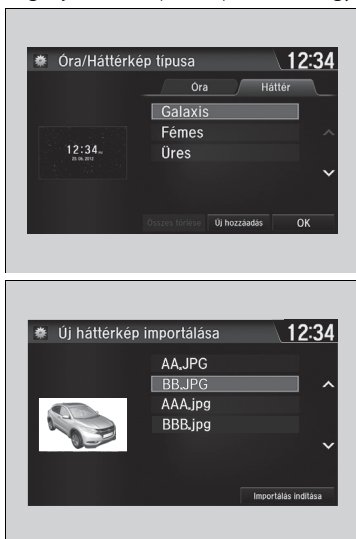 Óra/Háttérkép típusa 12:34
Óra Háttér
Galaxis
Fémes
Üres
12:34
Összes törlése Új hozzáadás OK
Új háttérkép importálása 12:34
AA.JPG
BB.JPG
AAA.jpg
BBB.jpg
Importálás indítása